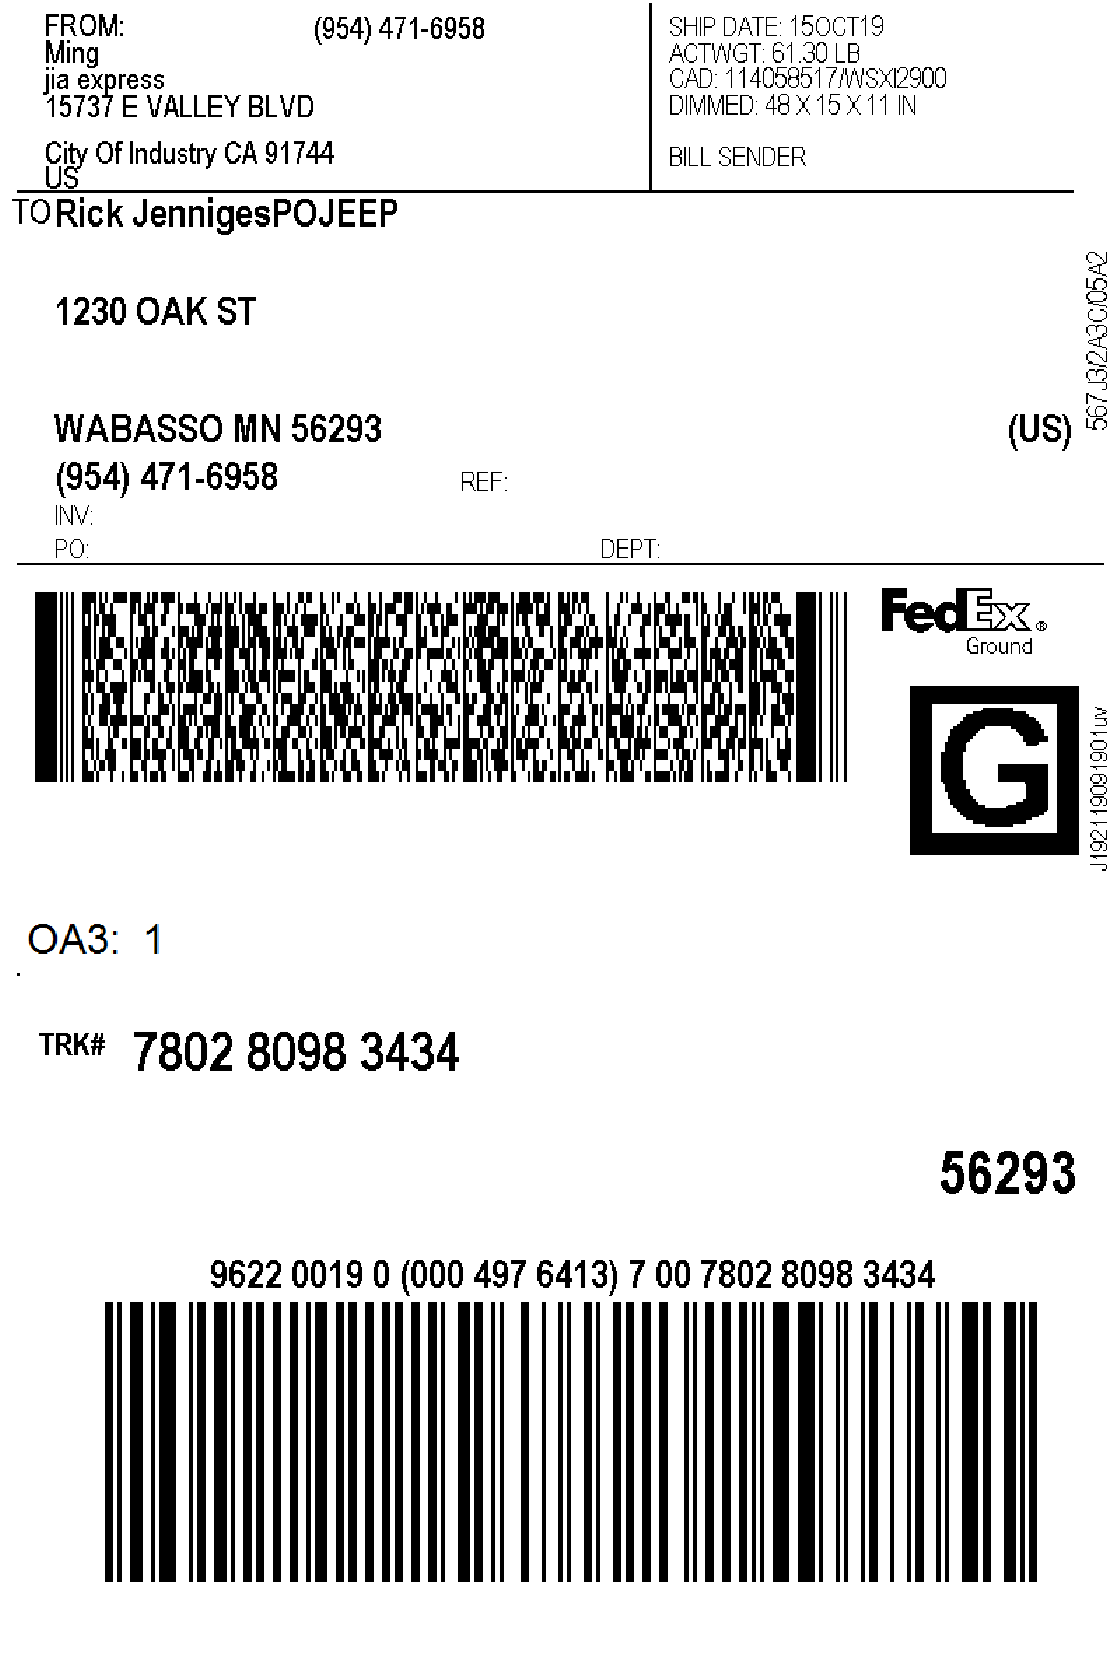 FROM: (954) 471-6958
Ming
jia express
15737 E VALLEY BLVD
City Of Industry CA 91744
US
SHIP DATE: 15OCT19
ACTWGT: 61.30 LB
CAD: 114058517/WSXI2900
DIMMED: 48 X 15 X 11 IN
BILL SENDER
TO Rick JennigesPOJEEP
1230 OAK ST
WABASSO MN 56293 (US)
(954) 471-6958 REF:
INV:
PO: DEPT:
567J3/2A3C/05A2
FedEx ®
Ground
G
J192119091901uv
OA3: 1
.
TRK# 7802 8098 3434
56293
9622 0019 0 (000 497 6413) 7 00 7802 8098 3434